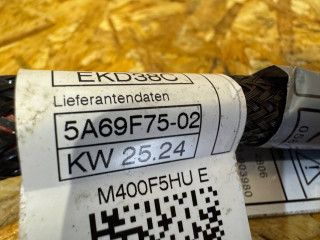 EKD38C
Lieferantendaten
5A69F75-02
KW 25.24
M400F5HU E